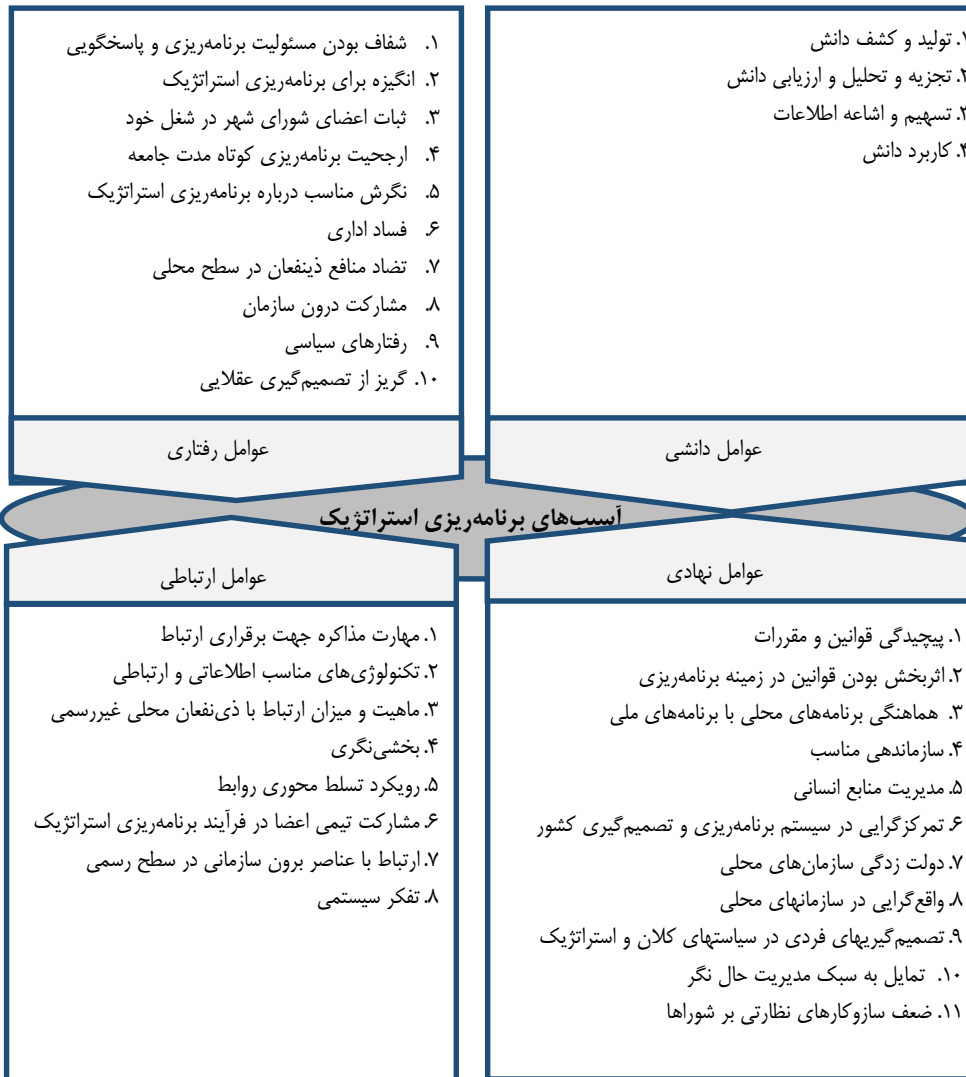 ۱. تولید و کشف دانش
۲. تجزیه و تحلیل و ارزیابی دانش
۳. تسهیم و اشاعه اطلاعات
۴. کاربرد دانش
عوامل دانشی
۱. شفاف بودن مسئولیت برنامه‌ریزی و پاسخگویی
۲. انگیزه برای برنامه‌ریزی استراتژیک
۳. ثبات اعضای شورای شهر در شغل خود
۴. ارجحیت برنامه‌ریزی کوتاه مدت جامعه
۵. نگرش مناسب درباره برنامه‌ریزی استراتژیک
۶. فساد اداری
۷. تضاد منافع ذینفعان در سطح محلی
۸. مشارکت درون سازمان
۹. رفتارهای سیاسی
۱۰. گریز از تصمیم‌گیری عقلایی
عوامل رفتاری
آسیب‌های برنامه‌ریزی استراتژیک
عوامل نهادی
۱. پیچیدگی قوانین و مقررات
۲. اثربخش بودن قوانین در زمینه برنامه‌ریزی
۳. هماهنگی برنامه‌های محلی با برنامه‌های ملی
۴. سازماندهی مناسب
۵. مدیریت منابع انسانی
۶. تمرکزگرایی در سیستم برنامه‌ریزی و تصمیم‌گیری کشور
۷. دولت زدگی سازمان‌های محلی
۸. واقع‌گرایی در سازمانهای محلی
۹. تصمیم‌گیریهای فردی در سیاستهای کلان و استراتژیک
۱۰. تمایل به سبک مدیریت حال نگر
۱۱. ضعف سازوکارهای نظارتی بر شوراها
عوامل ارتباطی
۱. مهارت مذاکره جهت برقراری ارتباط
۲. تکنولوژی‌های مناسب اطلاعاتی و ارتباطی
۳. ماهیت و میزان ارتباط با ذی‌نفعان محلی غیررسمی
۴. بخشی‌نگری
۵. رویکرد تسلط محوری روابط
۶. مشارکت تیمی اعضا در فرآیند برنامه‌ریزی استراتژیک
۷. ارتباط با عناصر برون سازمانی در سطح رسمی
۸. تفکر سیستمی